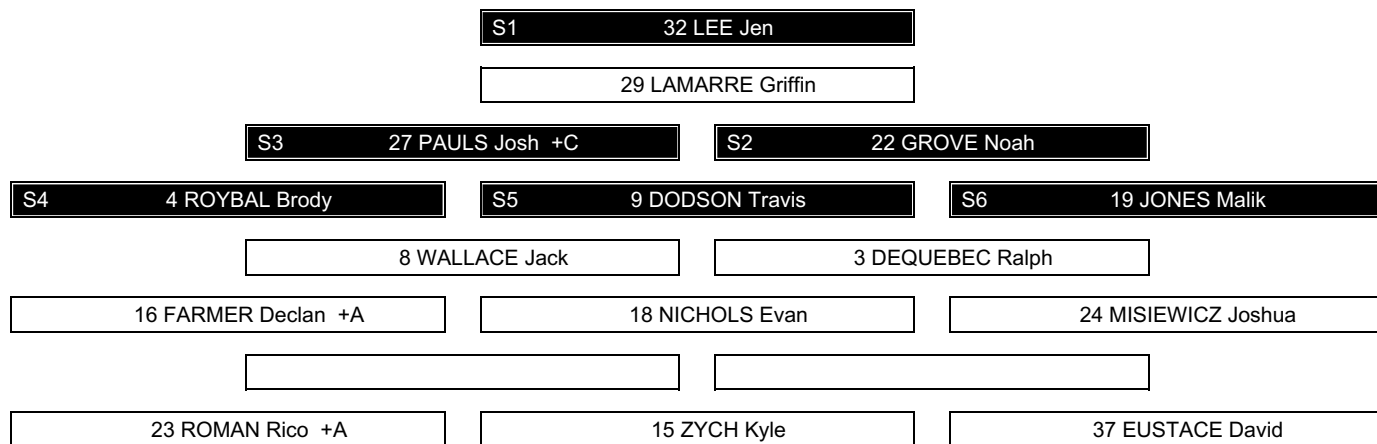 S1 32 LEE Jen
29 LAMARRE Griffin
S3 27 PAULS Josh +C S2 22 GROVE Noah
S4 4 ROYBAL Brody S5 9 DODSON Travis S6 19 JONES Malik
8 WALLACE Jack 3 DEQUEBEC Ralph
16 FARMER Declan +A 18 NICHOLS Evan 24 MISIEWICZ Joshua
23 ROMAN Rico +A 15 ZYCH Kyle 37 EUSTACE David